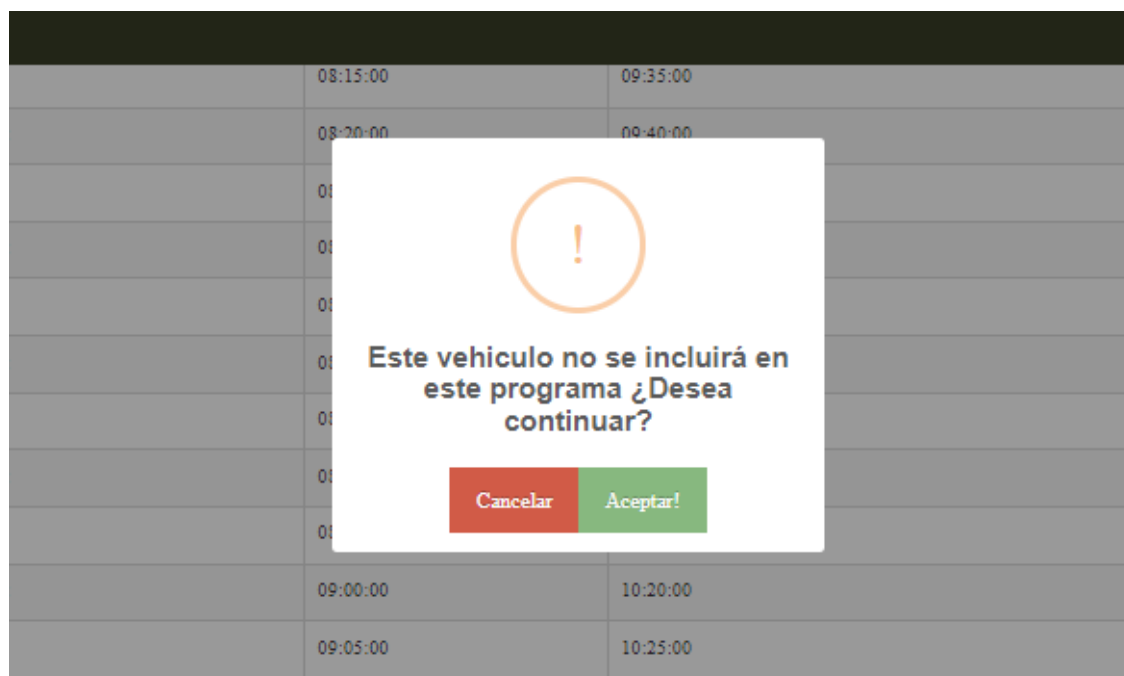 08:15:00 09:35:00
08:20:00 09:40:00
!
Este vehiculo no se incluirá en
este programa ¿Desea
continuar?
Cancelar Aceptar!
09:00:00 10:20:00
09:05:00 10:25:00